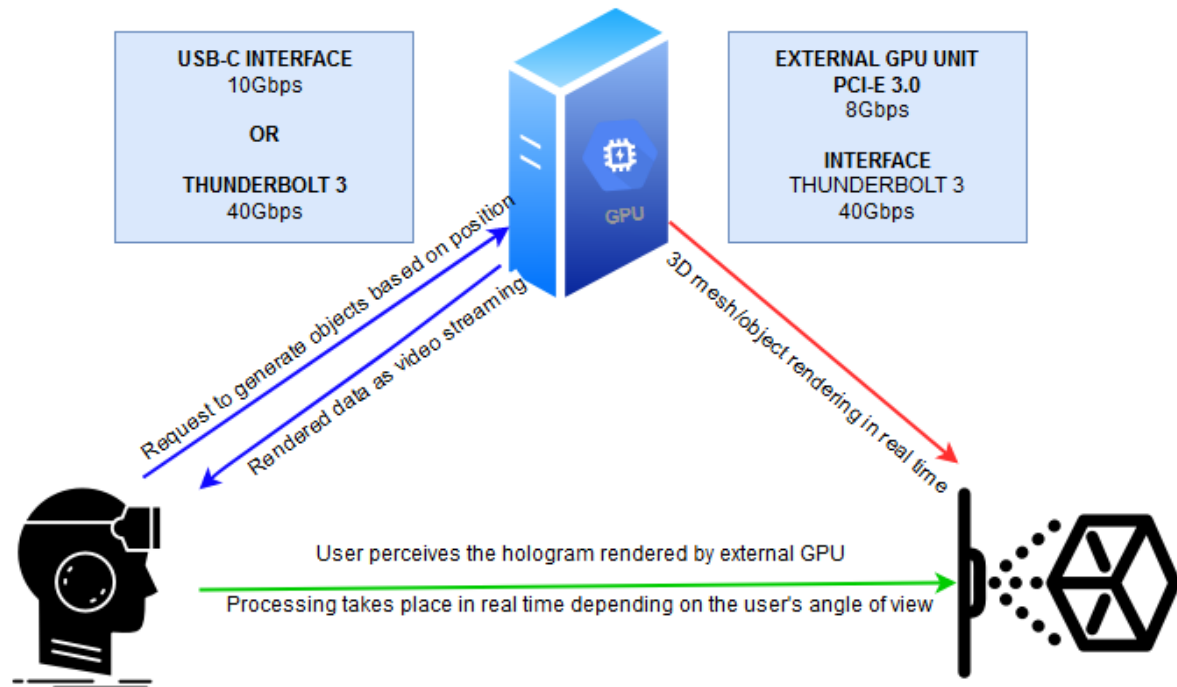 USB-C INTERFACE
10Gbps
OR
THUNDERBOLT 3
40Gbps
EXTERNAL GPU UNIT
PCI-E 3.0
8Gbps
INTERFACE
THUNDERBOLT 3
40Gbps
GPU
Request to generate objects based on position
Rendered data as video streaming
3D mesh/object rendering in real time
User perceives the hologram rendered by external GPU
Processing takes place in real time depending on the user's angle of view